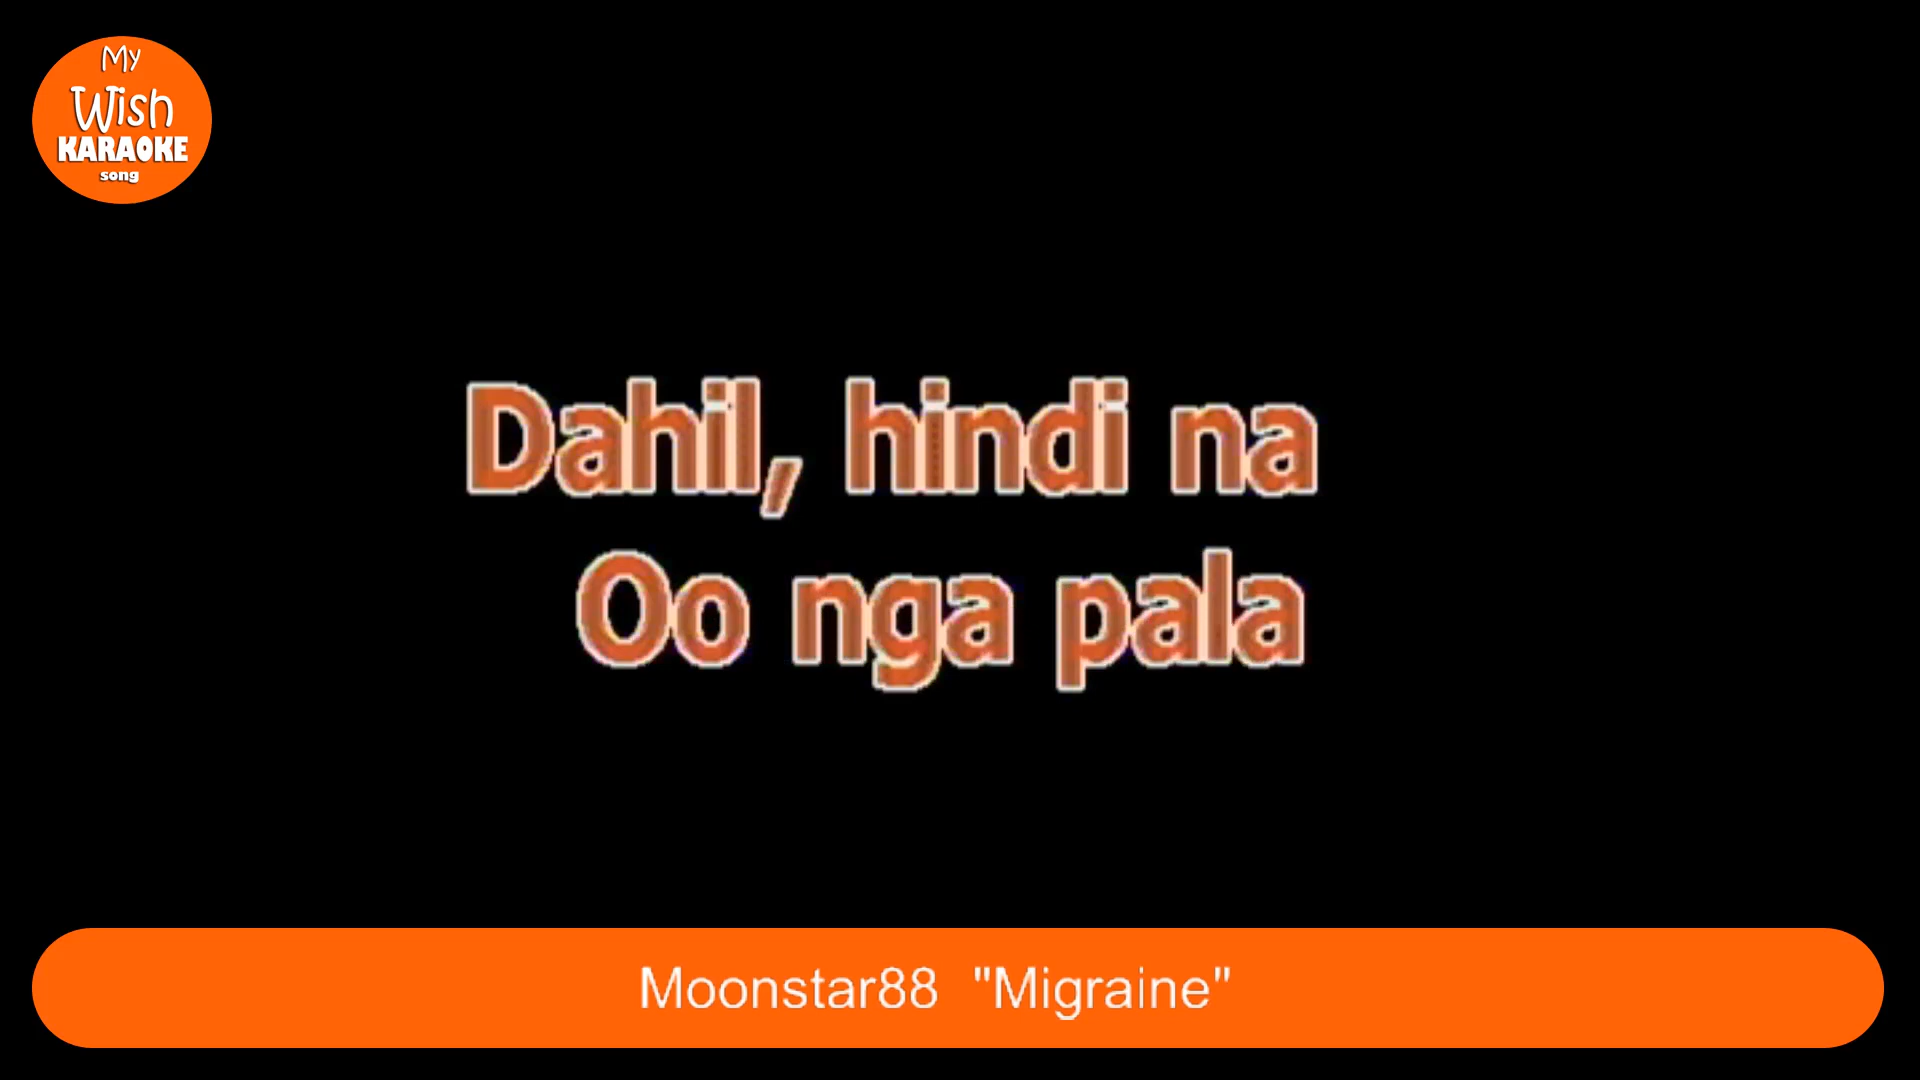 My
Wish
KARAOKE
song
Dahil, hindi na
Oo nga pala
Moonstar88 "Migraine"